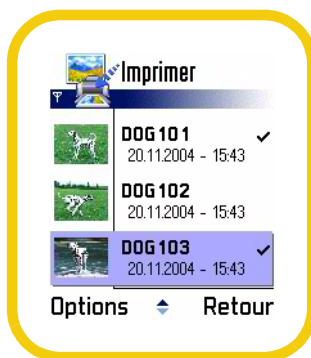 Imprimer
DOG101
20.11.2004 - 15:43
DOG102
20.11.2004 - 15:43
DOG103
20.11.2004 - 15:43
Options Retour